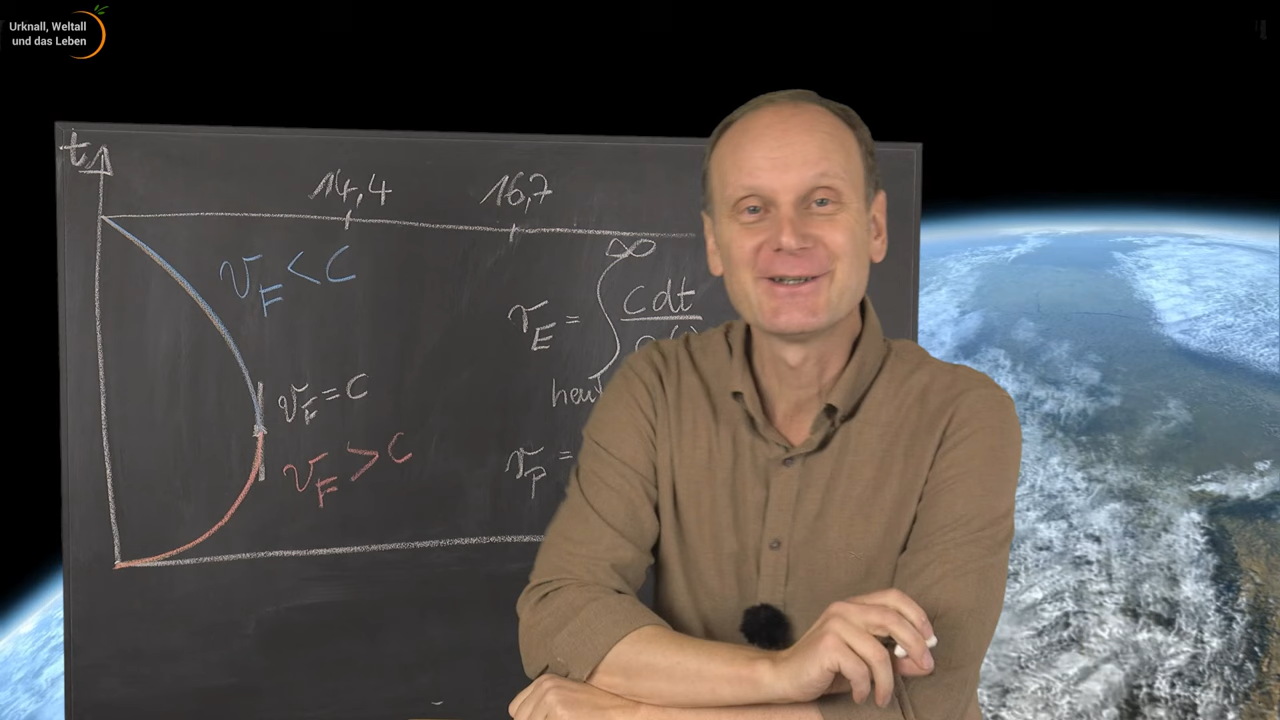 Urknall, Weltall
und das Leben
t
14,4
16,7
v_F < c
∞
r_E = ∫ c dt
v_F = c
v_F > c
r_P =